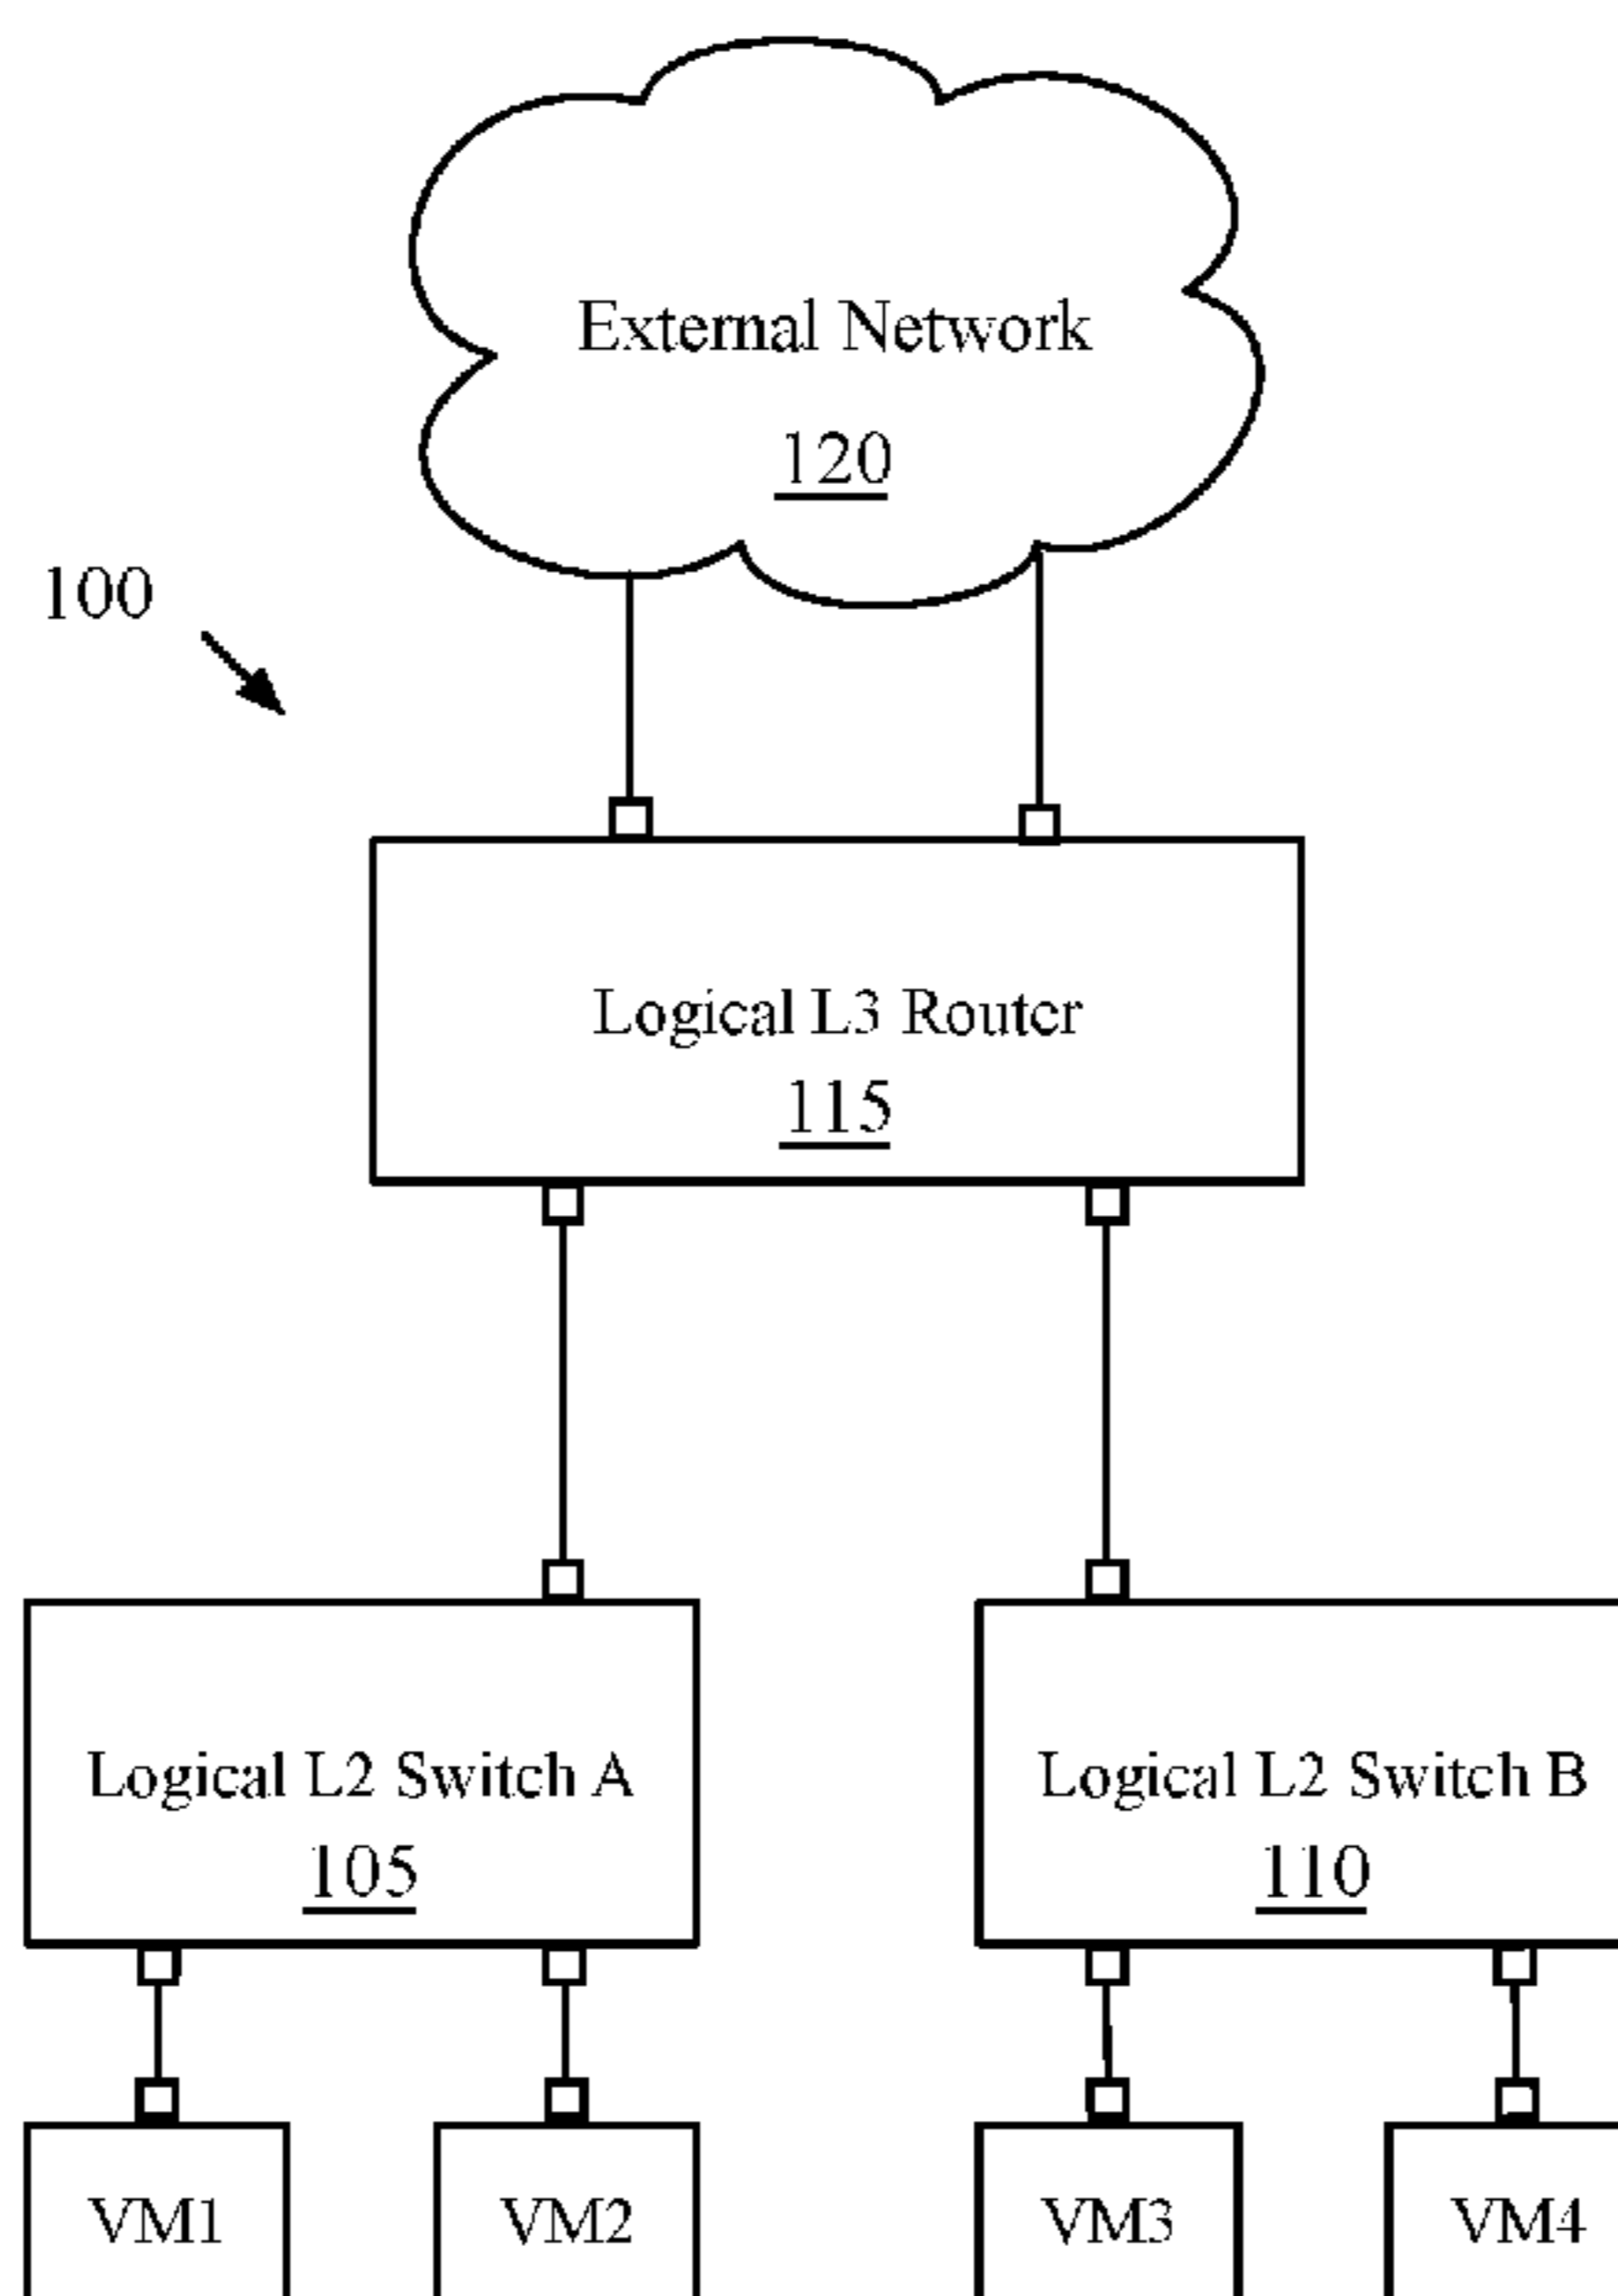 External Network
120
100
Logical L3 Router
115
Logical L2 Switch A
105
Logical L2 Switch B
110
VM1
VM2
VM3
VM4